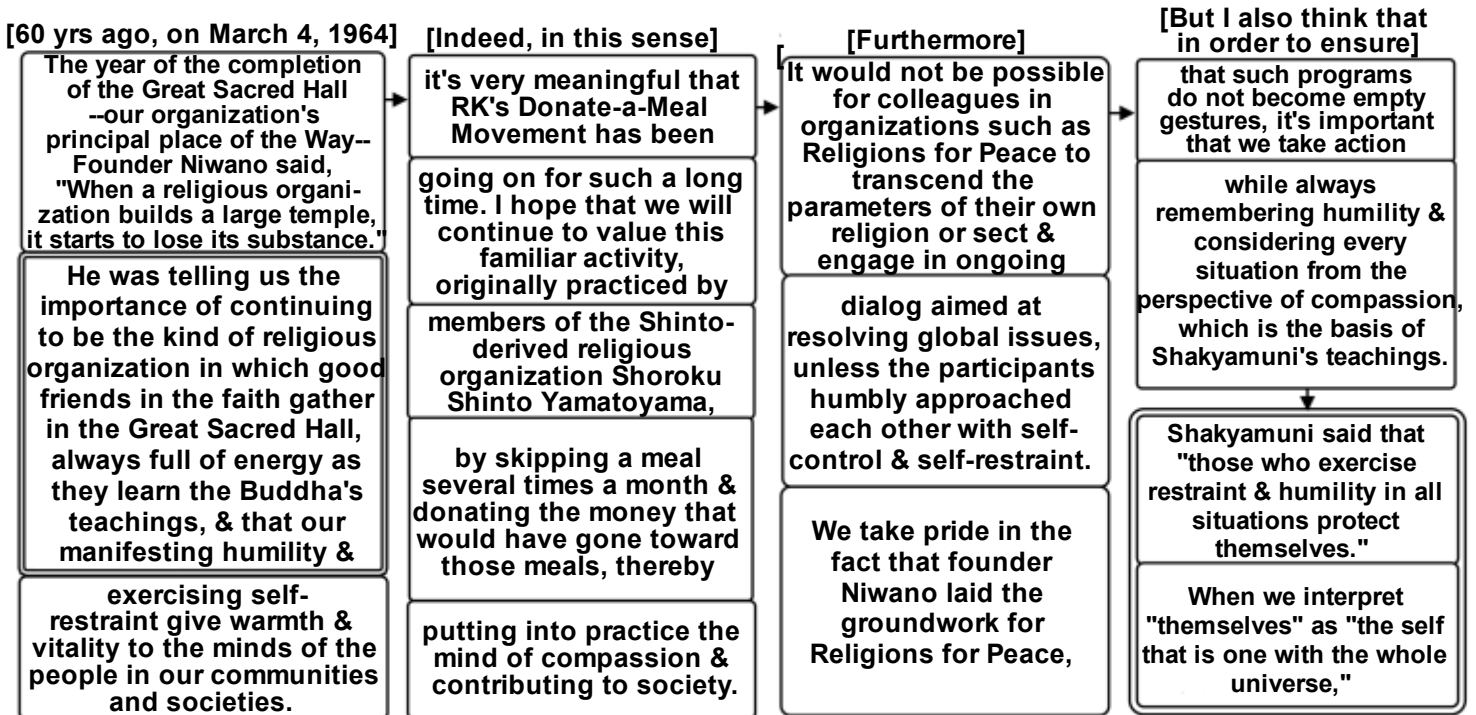 [60 yrs ago, on March 4, 1964]
The year of the completion
of the Great Sacred Hall
--our organization's
principal place of the Way--
Founder Niwano said,
"When a religious organi-
zation builds a large temple,
it starts to lose its substance."
He was telling us the
importance of continuing
to be the kind of religious
organization in which good
friends in the faith gather
in the Great Sacred Hall,
always full of energy as
they learn the Buddha's
teachings, & that our
manifesting humility &
exercising self-
restraint give warmth &
vitality to the minds of the
people in our communities
and societies.
[Indeed, in this sense]
it's very meaningful that
RK's Donate-a-Meal
Movement has been
going on for such a long
time. I hope that we will
continue to value this
familiar activity,
originally practiced by
members of the Shinto-
derived religious
organization Shoroku
Shinto Yamatoyama,
by skipping a meal
several times a month &
donating the money that
would have gone toward
those meals, thereby
putting into practice the
mind of compassion &
contributing to society.
[Furthermore]
[
It would not be possible
for colleagues in
organizations such as
Religions for Peace to
transcend the
parameters of their own
religion or sect &
engage in ongoing
dialog aimed at
resolving global issues,
unless the participants
humbly approached
each other with self-
control & self-restraint.
We take pride in the
fact that founder
Niwano laid the
groundwork for
Religions for Peace,
[But I also think that
in order to ensure]
that such programs
do not become empty
gestures, it's important
that we take action
while always
remembering humility &
considering every
situation from the
perspective of compassion,
which is the basis of
Shakyamuni's teachings.
Shakyamuni said that
"those who exercise
restraint & humility in all
situations protect
themselves."
When we interpret
"themselves" as "the self
that is one with the whole
universe,"